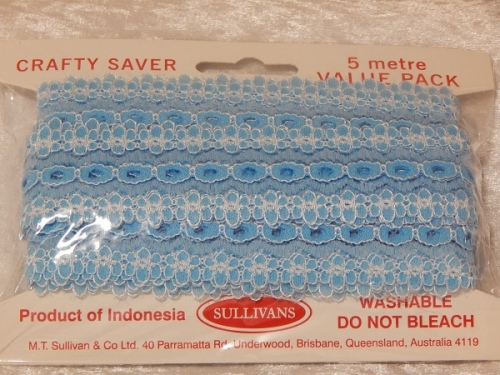 CRAFTY SAVER
5 metre
VALUE PACK
Product of Indonesia
SULLIVANS
WASHABLE
DO NOT BLEACH
M.T. Sullivan & Co Ltd. 40 Parramatta Rd, Underwood, Brisbane, Queensland, Australia 4119